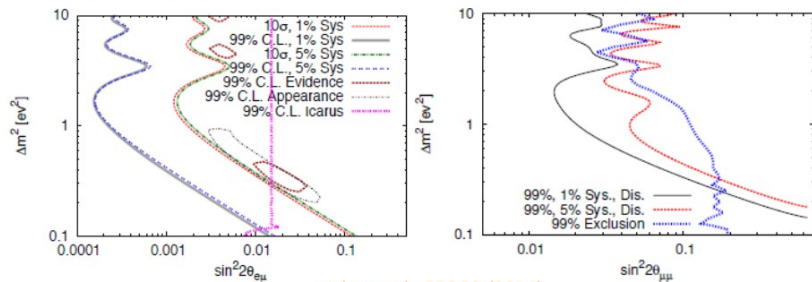 10σ, 1% Sys
99% C.L., 1% Sys
10σ, 5% Sys
99% C.L., 5% Sys
99% C.L. Evidence
99% C.L. Appearance
99% C.L. Icarus
Δm² [ev²]
10
1
0.1
0.0001
0.001
0.01
0.1
sin²2θeμ
99%, 1% Sys., Dis.
99%, 5% Sys., Dis.
99% Exclusion
Δm² [eV²]
10
1
0.1
0.01
0.1
sin²2θμμ